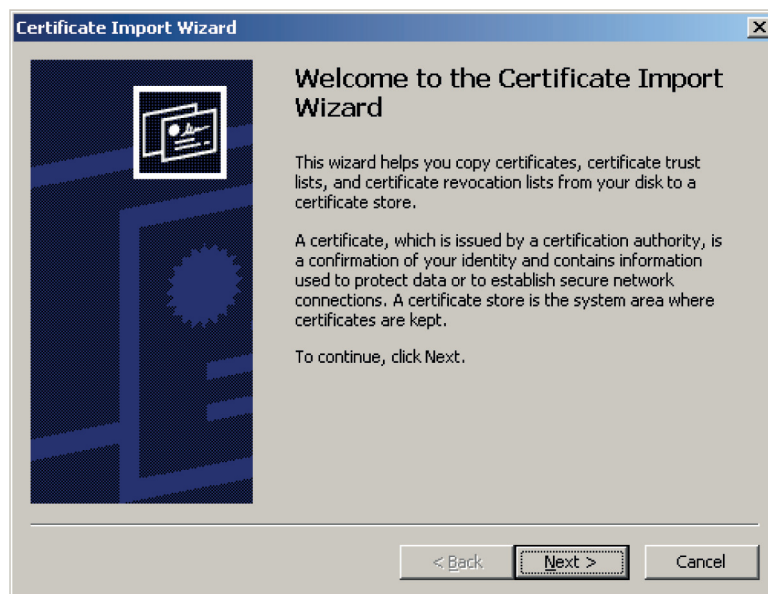 Certificate Import Wizard
Welcome to the Certificate Import
Wizard
This wizard helps you copy certificates, certificate trust
lists, and certificate revocation lists from your disk to a
certificate store.
A certificate, which is issued by a certification authority, is
a confirmation of your identity and contains information
used to protect data or to establish secure network
connections. A certificate store is the system area where
certificates are kept.
To continue, click Next.
< Back Next > Cancel